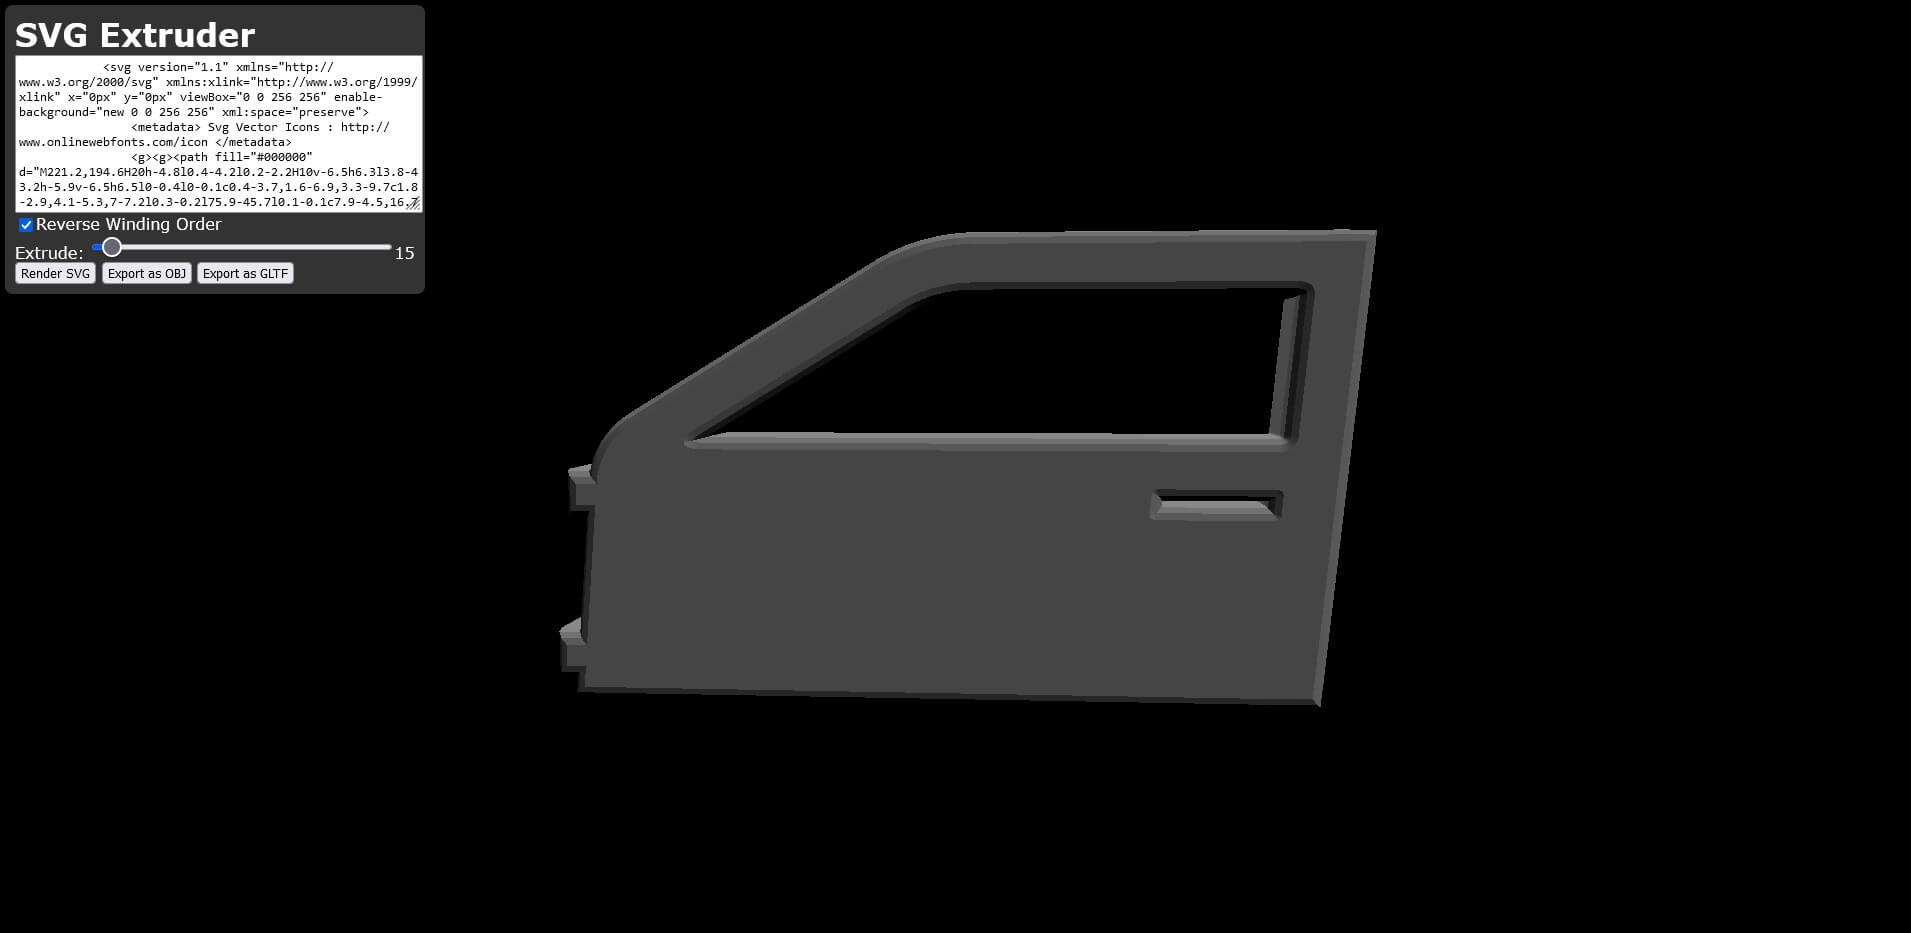 SVG Extruder
<svg version="1.1" xmlns="http://
www.w3.org/2000/svg" xmlns:xlink="http://www.w3.org/1999/
xlink" x="0px" y="0px" viewBox="0 0 256 256" enable-
background="new 0 0 256 256" xml:space="preserve">
<metadata> Svg Vector Icons : http://
www.onlinewebfonts.com/icon </metadata>
<g><g><path fill="#000000"
d="M221.2,194.6H20h-4.8l0.4-4.2l0.2-2.2H10v-6.5h6.3l3.8-4
3.2h-5.9v-6.5h6.5l0-0.4l0-0.1c0.4-3.7,1.6-6.9,3.3-9.7c1.8
-2.9,4.1-5.3,7-7.2l0.3-0.2l75.9-45.7l0.1-0.1c7.9-4.5,16.7
Reverse Winding Order
Extrude: 15
Render SVG Export as OBJ Export as GLTF